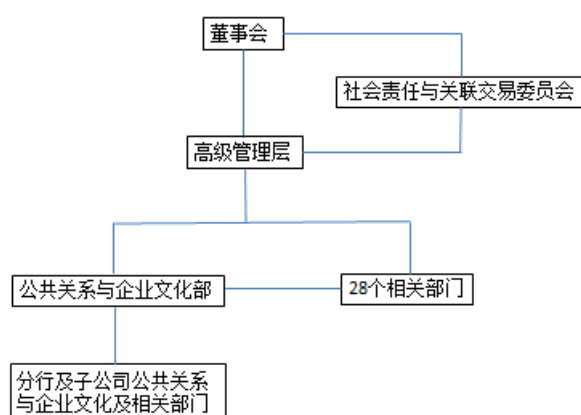 董事会
社会责任与关联交易委员会
高级管理层
公共关系与企业文化部
28个相关部门
分行及子公司公共关系
与企业文化及相关部门